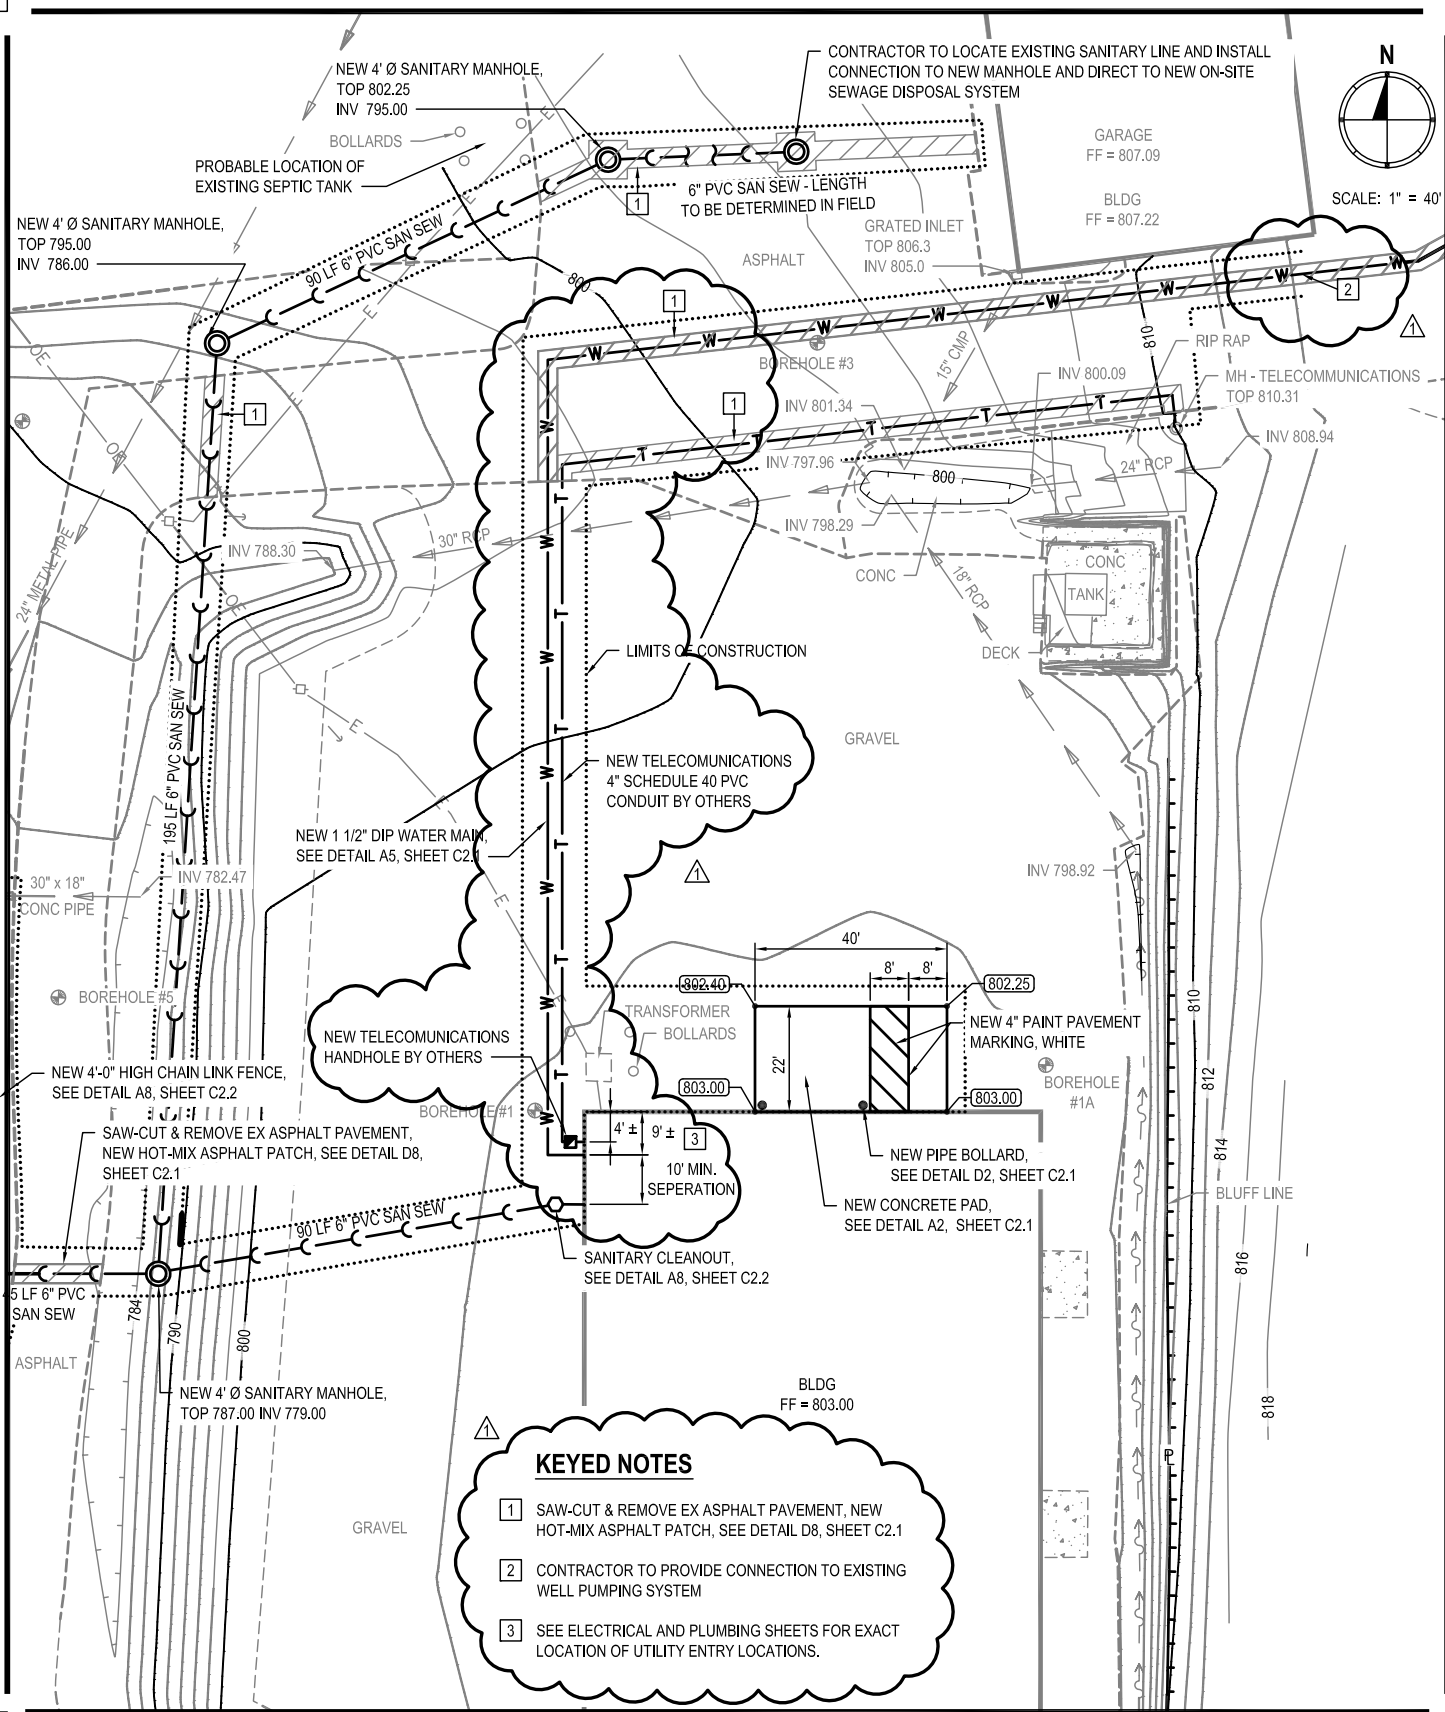 NEW 4' Ø SANITARY MANHOLE,
TOP 802.25
INV 795.00
CONTRACTOR TO LOCATE EXISTING SANITARY LINE AND INSTALL
CONNECTION TO NEW MANHOLE AND DIRECT TO NEW ON-SITE
SEWAGE DISPOSAL SYSTEM
N
SCALE: 1" = 40'
BOLLARDS
E
GARAGE
FF = 807.09
BLDG
FF = 807.22
PROBABLE LOCATION OF
EXISTING SEPTIC TANK
1
6" PVC SAN SEW - LENGTH
TO BE DETERMINED IN FIELD
NEW 4' Ø SANITARY MANHOLE,
TOP 795.00
INV 786.00
90 LF 6" PVC SAN SEW
E
GRATED INLET
TOP 806.3
INV 805.0
ASPHALT
800
1
W
W
W
W
W
W
W
2
1
810
RIP RAP
E
OE
BOREHOLE #3
15" CMP
INV 800.09
MH - TELECOMMUNICATIONS
TOP 810.31
1
E
1
INV 801.34
T
T
T
T
T
INV 808.94
W
OE
INV 797.96
800
24" RCP
24" METAL PIPE
INV 788.30
30" RCP
INV 798.29
T
W
CONC
18" RCP
CONC
TANK
DECK
OE
T
LIMITS OF CONSTRUCTION
W
195 LF 6" PVC SAN SEW
E
T
GRAVEL
NEW TELECOMUNICATIONS
4" SCHEDULE 40 PVC
CONDUIT BY OTHERS
W
E
NEW 1 1/2" DIP WATER MAIN,
SEE DETAIL A5, SHEET C2.1
T
1
INV 798.92
30" x 18"
CONC PIPE
INV 782.47
W
E
40'
8'
8'
802.40
802.25
BOREHOLE #5
T
W
E
TRANSFORMER
BOLLARDS
810
NEW 4" PAINT PAVEMENT
MARKING, WHITE
NEW TELECOMUNICATIONS
HANDHOLE BY OTHERS
22'
T
NEW 4'-0" HIGH CHAIN LINK FENCE,
SEE DETAIL A8, SHEET C2.2
803.00
803.00
BOREHOLE
#1A
812
BOREHOLE #1
W
SAW-CUT & REMOVE EX ASPHALT PAVEMENT,
NEW HOT-MIX ASPHALT PATCH, SEE DETAIL D8,
SHEET C2.1
4' ±
9' ±
3
10' MIN.
SEPERATION
NEW PIPE BOLLARD,
SEE DETAIL D2, SHEET C2.1
814
NEW CONCRETE PAD,
SEE DETAIL A2, SHEET C2.1
BLUFF LINE
90 LF 6" PVC SAN SEW
SANITARY CLEANOUT,
SEE DETAIL A8, SHEET C2.2
816
5 LF 6" PVC
SAN SEW
784
790
800
ASPHALT
NEW 4' Ø SANITARY MANHOLE,
TOP 787.00 INV 779.00
BLDG
FF = 803.00
818
1
KEYED NOTES
1 SAW-CUT & REMOVE EX ASPHALT PAVEMENT, NEW
HOT-MIX ASPHALT PATCH, SEE DETAIL D8, SHEET C2.1
GRAVEL
2 CONTRACTOR TO PROVIDE CONNECTION TO EXISTING
WELL PUMPING SYSTEM
3 SEE ELECTRICAL AND PLUMBING SHEETS FOR EXACT
LOCATION OF UTILITY ENTRY LOCATIONS.